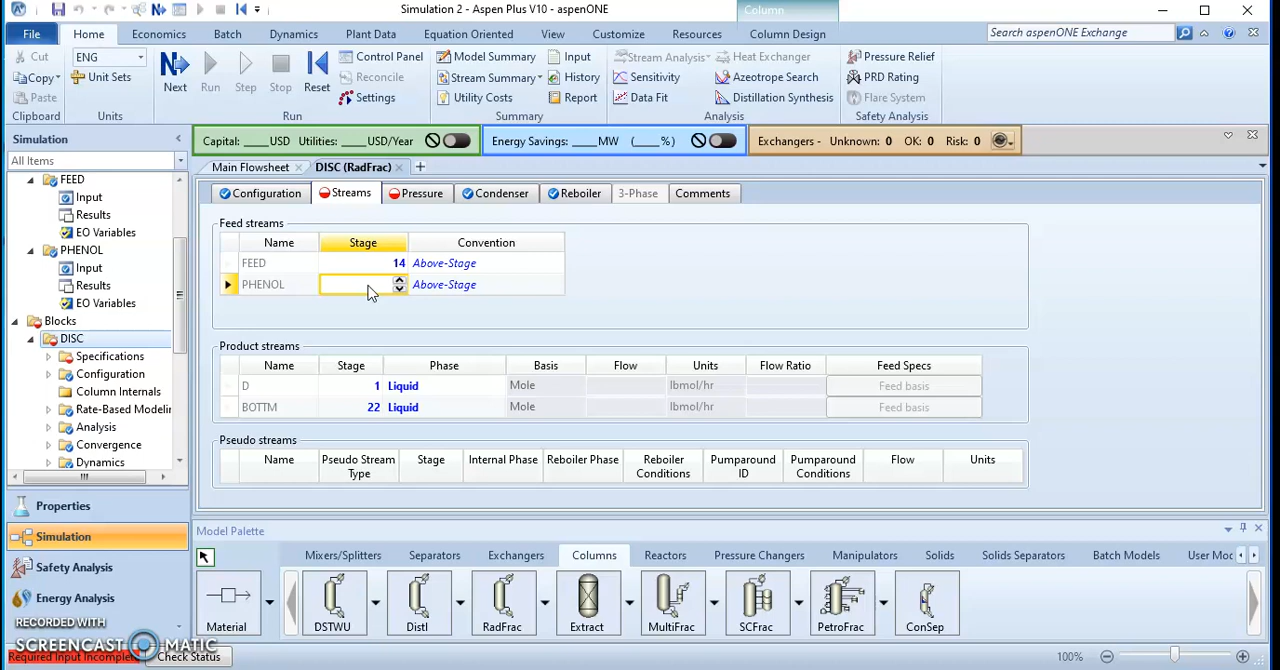 Simulation 2 - Aspen Plus V10 - aspenONE
Column
File
Home
Economics
Batch
Dynamics
Plant Data
Equation Oriented
View
Customize
Resources
Column Design
Search aspenONE Exchange
Cut
Copy
Paste
Clipboard
ENG
Unit Sets
Units
Next
Run
Step
Stop
Reset
Control Panel
Reconcile
Settings
Run
Model Summary
Stream Summary
Utility Costs
Input
History
Report
Summary
Stream Analysis
Sensitivity
Data Fit
Heat Exchanger
Azeotrope Search
Distillation Synthesis
Analysis
Pressure Relief
PRD Rating
Flare System
Safety Analysis
Simulation
All Items
Capital: ____ USD Utilities: ____ USD/Year
Energy Savings: ____ MW (____ %)
Exchangers - Unknown: 0 OK: 0 Risk: 0
Main Flowsheet
DISC (RadFrac)
Configuration
Streams
Pressure
Condenser
Reboiler
3-Phase
Comments
FEED
Input
Results
EO Variables
PHENOL
Input
Results
EO Variables
Blocks
DISC
Specifications
Configuration
Column Internals
Rate-Based Modelin
Analysis
Convergence
Dynamics
Feed streams
Name Stage Convention
FEED 14 Above-Stage
PHENOL Above-Stage
Product streams
Name Stage Phase Basis Flow Units Flow Ratio Feed Specs
D 1 Liquid Mole lbmol/hr Feed basis
BOTTM 22 Liquid Mole lbmol/hr Feed basis
Pseudo streams
Name Pseudo Stream Type Stage Internal Phase Reboiler Phase Reboiler Conditions Pumparound ID Pumparound Conditions Flow Units
Properties
Simulation
Safety Analysis
Energy Analysis
Model Palette
Mixers/Splitters
Separators
Exchangers
Columns
Reactors
Pressure Changers
Manipulators
Solids
Solids Separators
Batch Models
User Moc
Material
DSTWU
Distl
RadFrac
Extract
MultiFrac
SCFrac
PetroFrac
ConSep
RECORDED WITH
SCREENCAST MATIC
Required Input Incomplete
Check Status
100%